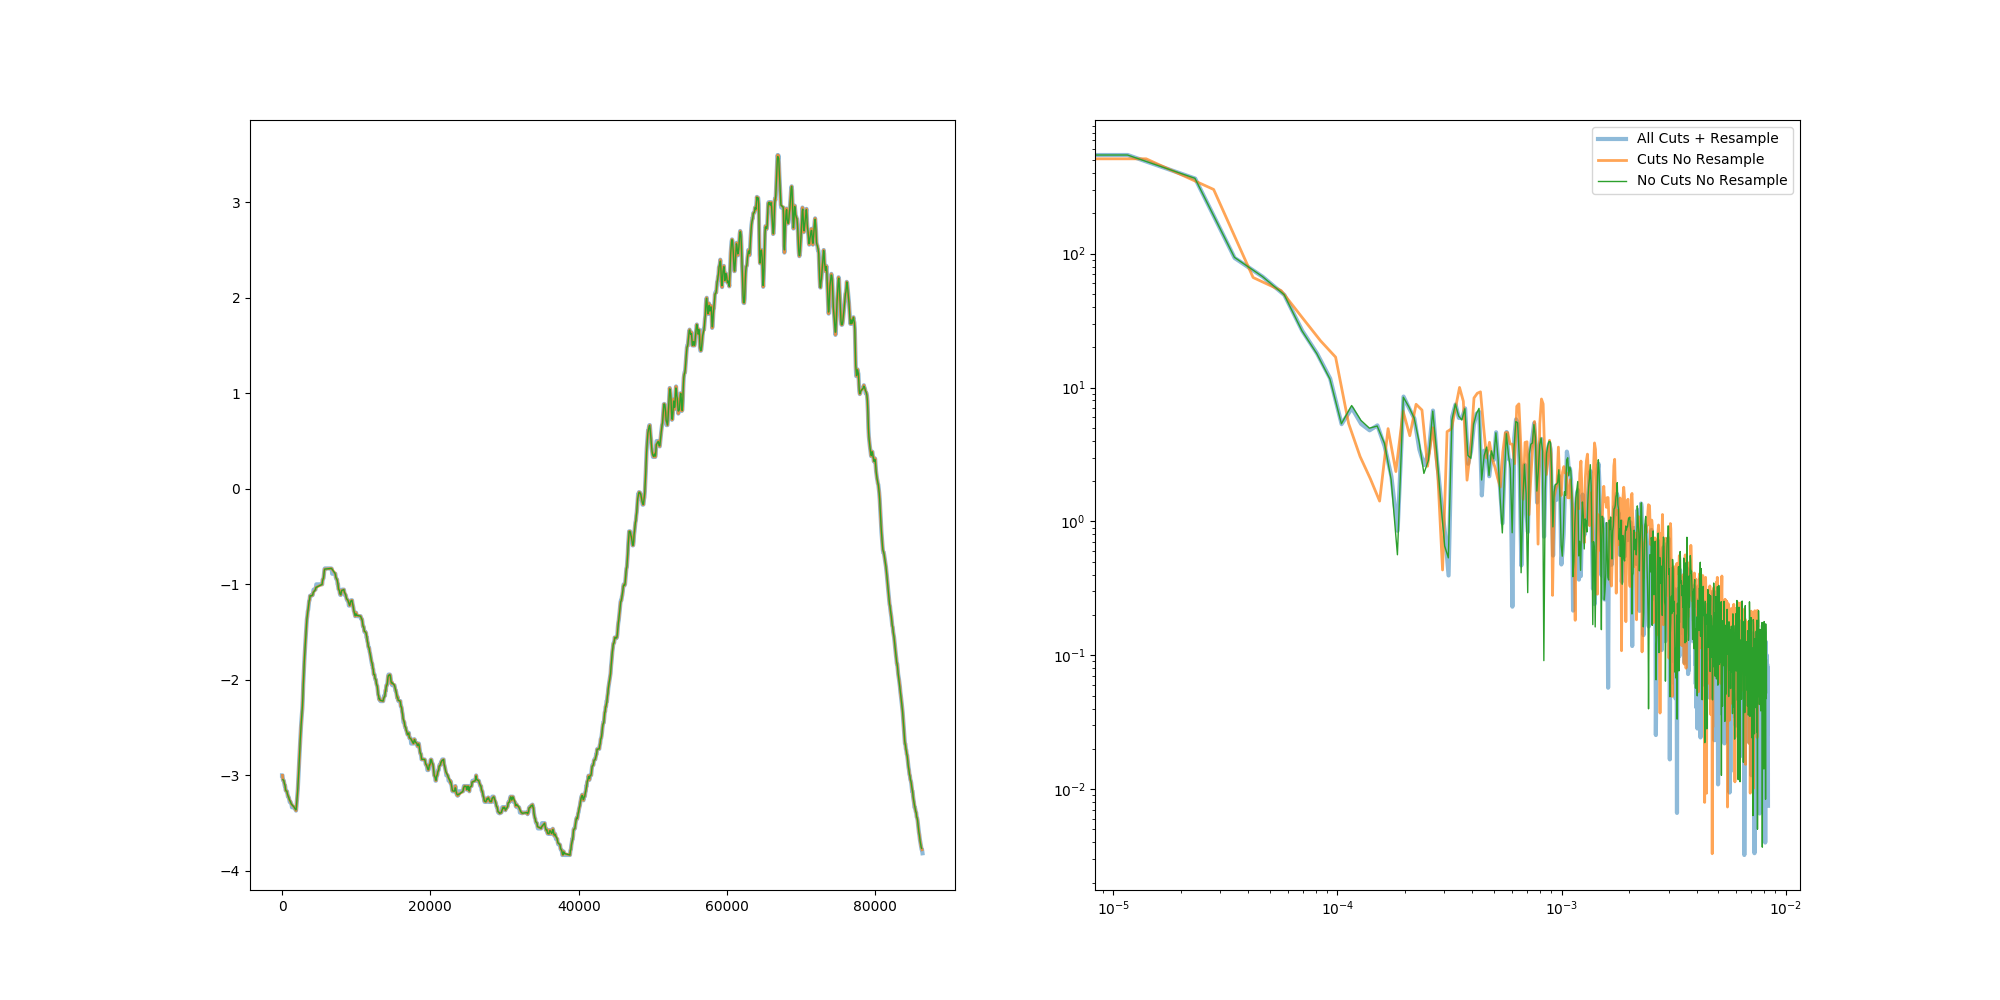 3
2
1
0
−1
−2
−3
−4
0 20000 40000 60000 80000
All Cuts + Resample
Cuts No Resample
No Cuts No Resample
10²
10¹
10⁰
10⁻¹
10⁻²
10⁻⁵ 10⁻⁴ 10⁻³ 10⁻²